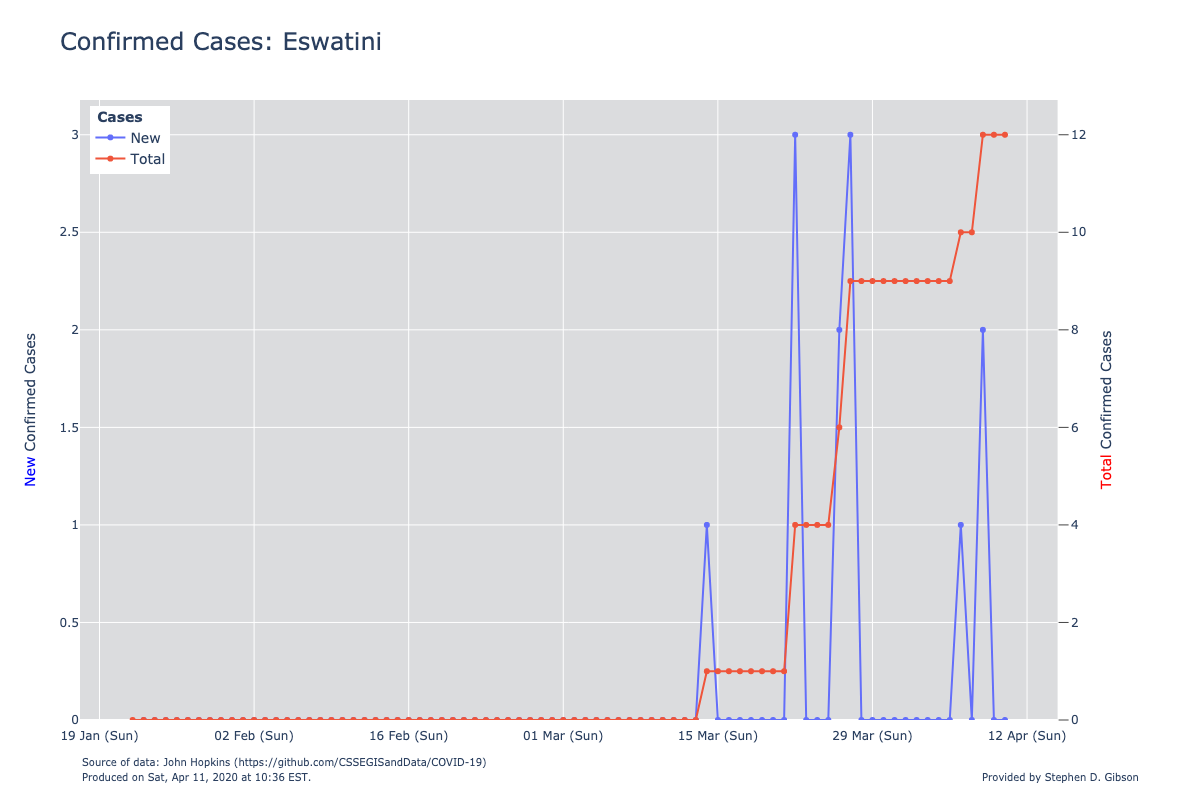 Confirmed Cases: Eswatini
Cases
New
Total
3
2.5
2
1.5
1
0.5
0
12
10
8
6
4
2
0
New Confirmed Cases
Total Confirmed Cases
19 Jan (Sun)
02 Feb (Sun)
16 Feb (Sun)
01 Mar (Sun)
15 Mar (Sun)
29 Mar (Sun)
12 Apr (Sun)
Source of data: John Hopkins (https://github.com/CSSEGISandData/COVID-19)
Produced on Sat, Apr 11, 2020 at 10:36 EST.
Provided by Stephen D. Gibson